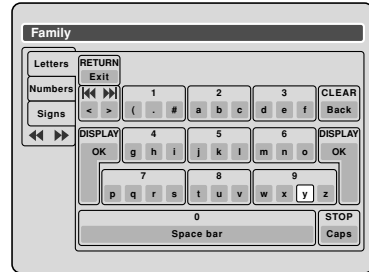 Family
Letters
Numbers
Signs
RETURN
Exit
< >
1
( . #
2
a b c
3
d e f
CLEAR
Back
DISPLAY
OK
4
g h i
5
j k l
6
m n o
DISPLAY
OK
7
p q r s
8
t u v
9
w x y z
0
Space bar
STOP
Caps